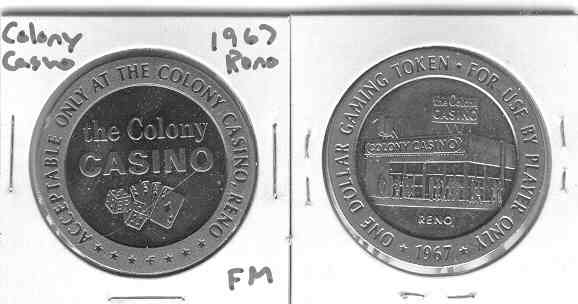 Colony
Casino
1967
Reno
ACCEPTABLE ONLY AT THE COLONY CASINO, RENO
the Colony
CASINO
FM
ONE DOLLAR GAMING TOKEN • FOR USE BY PLAYER ONLY
the Colony
CASINO
COLONY CASINO
RENO
1967